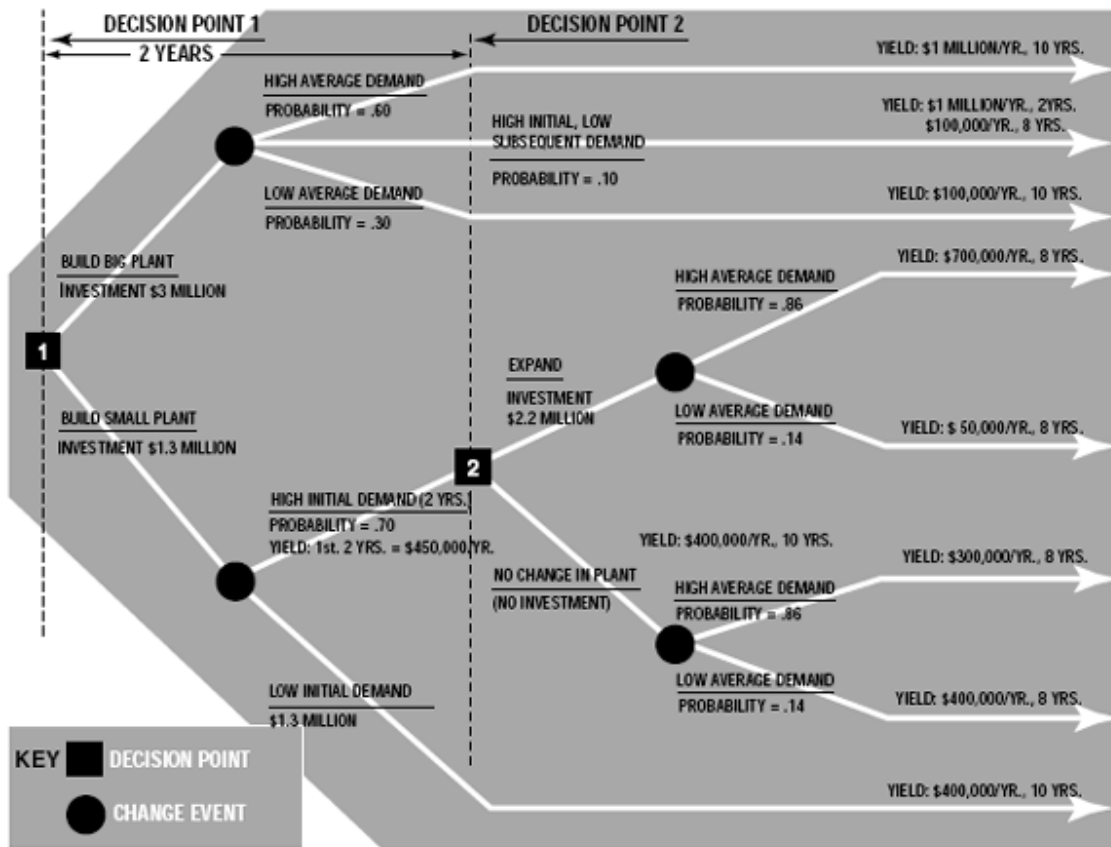 DECISION POINT 1
DECISION POINT 2
2 YEARS
YIELD: $1 MILLION/YR., 10 YRS.
HIGH AVERAGE DEMAND
PROBABILITY = .60
YIELD: $1 MILLION/YR., 2YRS.
$100,000/YR., 8 YRS.
HIGH INITIAL, LOW
SUBSEQUENT DEMAND
PROBABILITY = .10
LOW AVERAGE DEMAND
PROBABILITY = .30
YIELD: $100,000/YR., 10 YRS.
BUILD BIG PLANT
INVESTMENT $3 MILLION
YIELD: $700,000/YR., 8 YRS.
HIGH AVERAGE DEMAND
PROBABILITY = .86
1
EXPAND
INVESTMENT
$2.2 MILLION
BUILD SMALL PLANT
INVESTMENT $1.3 MILLION
LOW AVERAGE DEMAND
PROBABILITY = .14
YIELD: $ 50,000/YR., 8 YRS.
2
HIGH INITIAL DEMAND (2 YRS.)
PROBABILITY = .70
YIELD: 1st. 2 YRS. = $450,000/YR.
YIELD: $400,000/YR., 10 YRS.
YIELD: $300,000/YR., 8 YRS.
NO CHANGE IN PLANT
(NO INVESTMENT)
HIGH AVERAGE DEMAND
PROBABILITY = .86
LOW AVERAGE DEMAND
PROBABILITY = .14
YIELD: $400,000/YR., 8 YRS.
LOW INITIAL DEMAND
$1.3 MILLION
KEY
DECISION POINT
CHANGE EVENT
YIELD: $400,000/YR., 10 YRS.